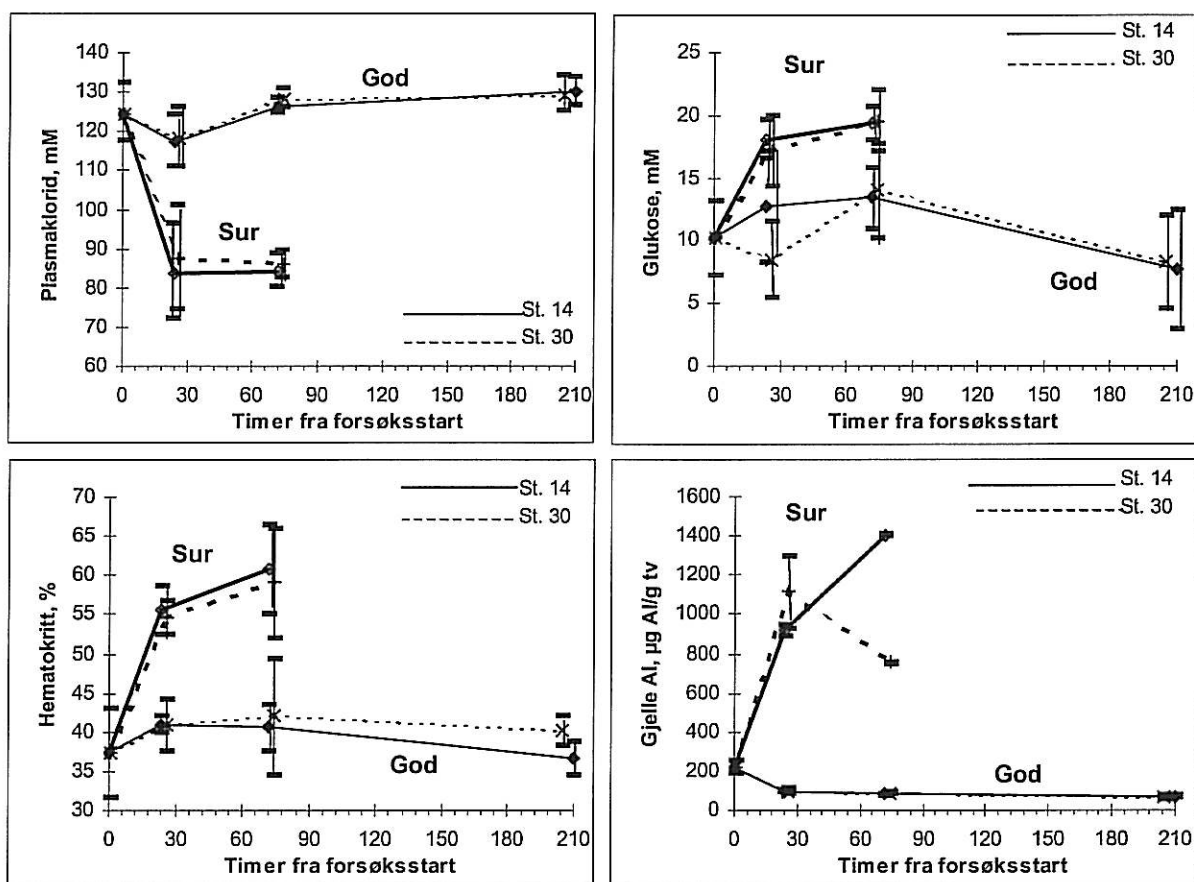 Plasmaklorid, mM
140
130
120
110
100
90
80
70
60
God
Sur
St. 14
St. 30
0 30 60 90 120 150 180 210
Timer fra forsøksstart
Glukose, mM
25
20
15
10
5
0
St. 14
St. 30
Sur
God
0 30 60 90 120 150 180 210
Timer fra forsøksstart
Hematokritt, %
70
65
60
55
50
45
40
35
30
St. 14
St. 30
Sur
God
0 30 60 90 120 150 180 210
Timer fra forsøksstart
Gjelle Al, µg Al/g tv
1600
1400
1200
1000
800
600
400
200
0
St. 14
St. 30
Sur
God
0 30 60 90 120 150 180 210
Timer fra forsøksstart